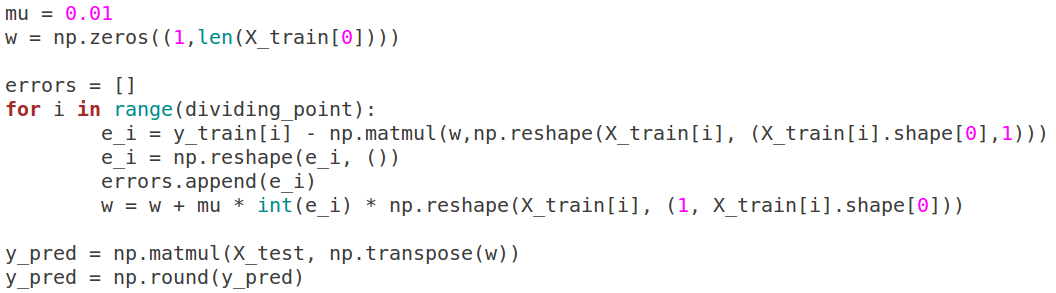 mu = 0.01
w = np.zeros((1,len(X_train[0])))
errors = []
for i in range(dividing_point):
        e_i = y_train[i] - np.matmul(w,np.reshape(X_train[i], (X_train[i].shape[0],1)))
        e_i = np.reshape(e_i, ())
        errors.append(e_i)
        w = w + mu * int(e_i) * np.reshape(X_train[i], (1, X_train[i].shape[0]))
y_pred = np.matmul(X_test, np.transpose(w))
y_pred = np.round(y_pred)